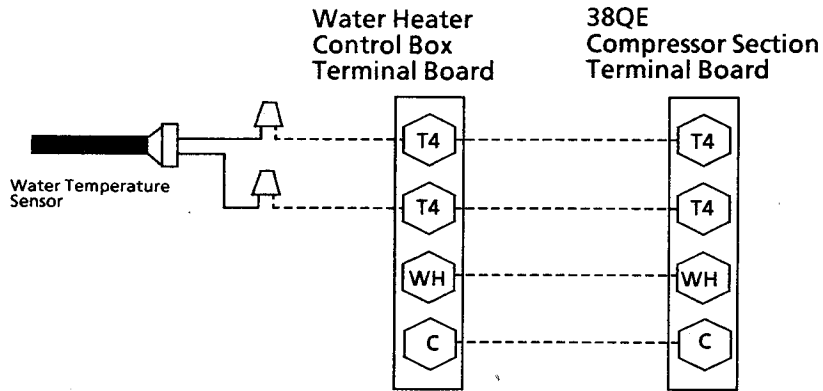 Water Heater
Control Box
Terminal Board
38QE
Compressor Section
Terminal Board
Water Temperature
Sensor
T4
T4
T4
T4
WH
WH
C
C